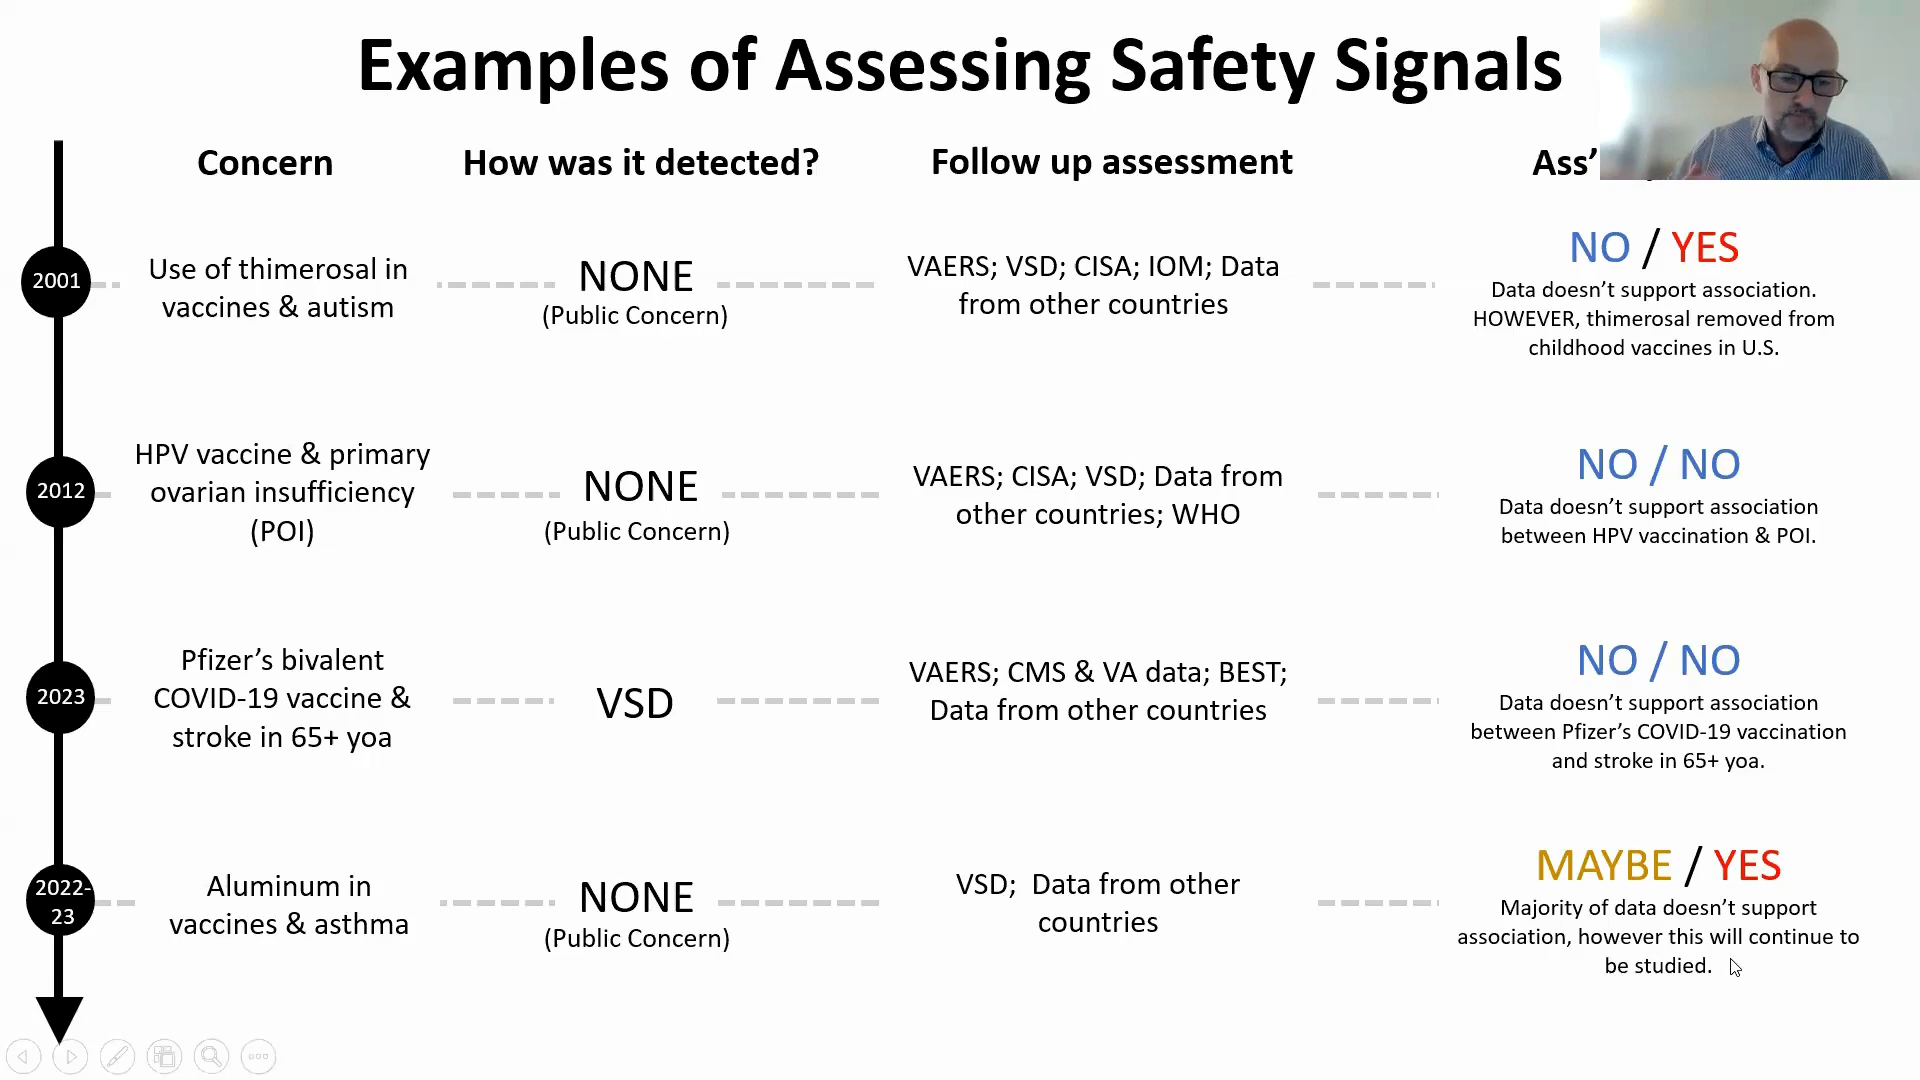 Examples of Assessing Safety Signals
Concern
How was it detected?
Follow up assessment
Ass'
2001
Use of thimerosal in
vaccines & autism
NONE
(Public Concern)
VAERS; VSD; CISA; IOM; Data
from other countries
NO / YES
Data doesn't support association.
HOWEVER, thimerosal removed from
childhood vaccines in U.S.
2012
HPV vaccine & primary
ovarian insufficiency
(POI)
NONE
(Public Concern)
VAERS; CISA; VSD; Data from
other countries; WHO
NO / NO
Data doesn't support association
between HPV vaccination & POI.
2023
Pfizer's bivalent
COVID-19 vaccine &
stroke in 65+ yoa
VSD
VAERS; CMS & VA data; BEST;
Data from other countries
NO / NO
Data doesn't support association
between Pfizer's COVID-19 vaccination
and stroke in 65+ yoa.
2022-
23
Aluminum in
vaccines & asthma
NONE
(Public Concern)
VSD; Data from other
countries
MAYBE / YES
Majority of data doesn't support
association, however this will continue to
be studied.